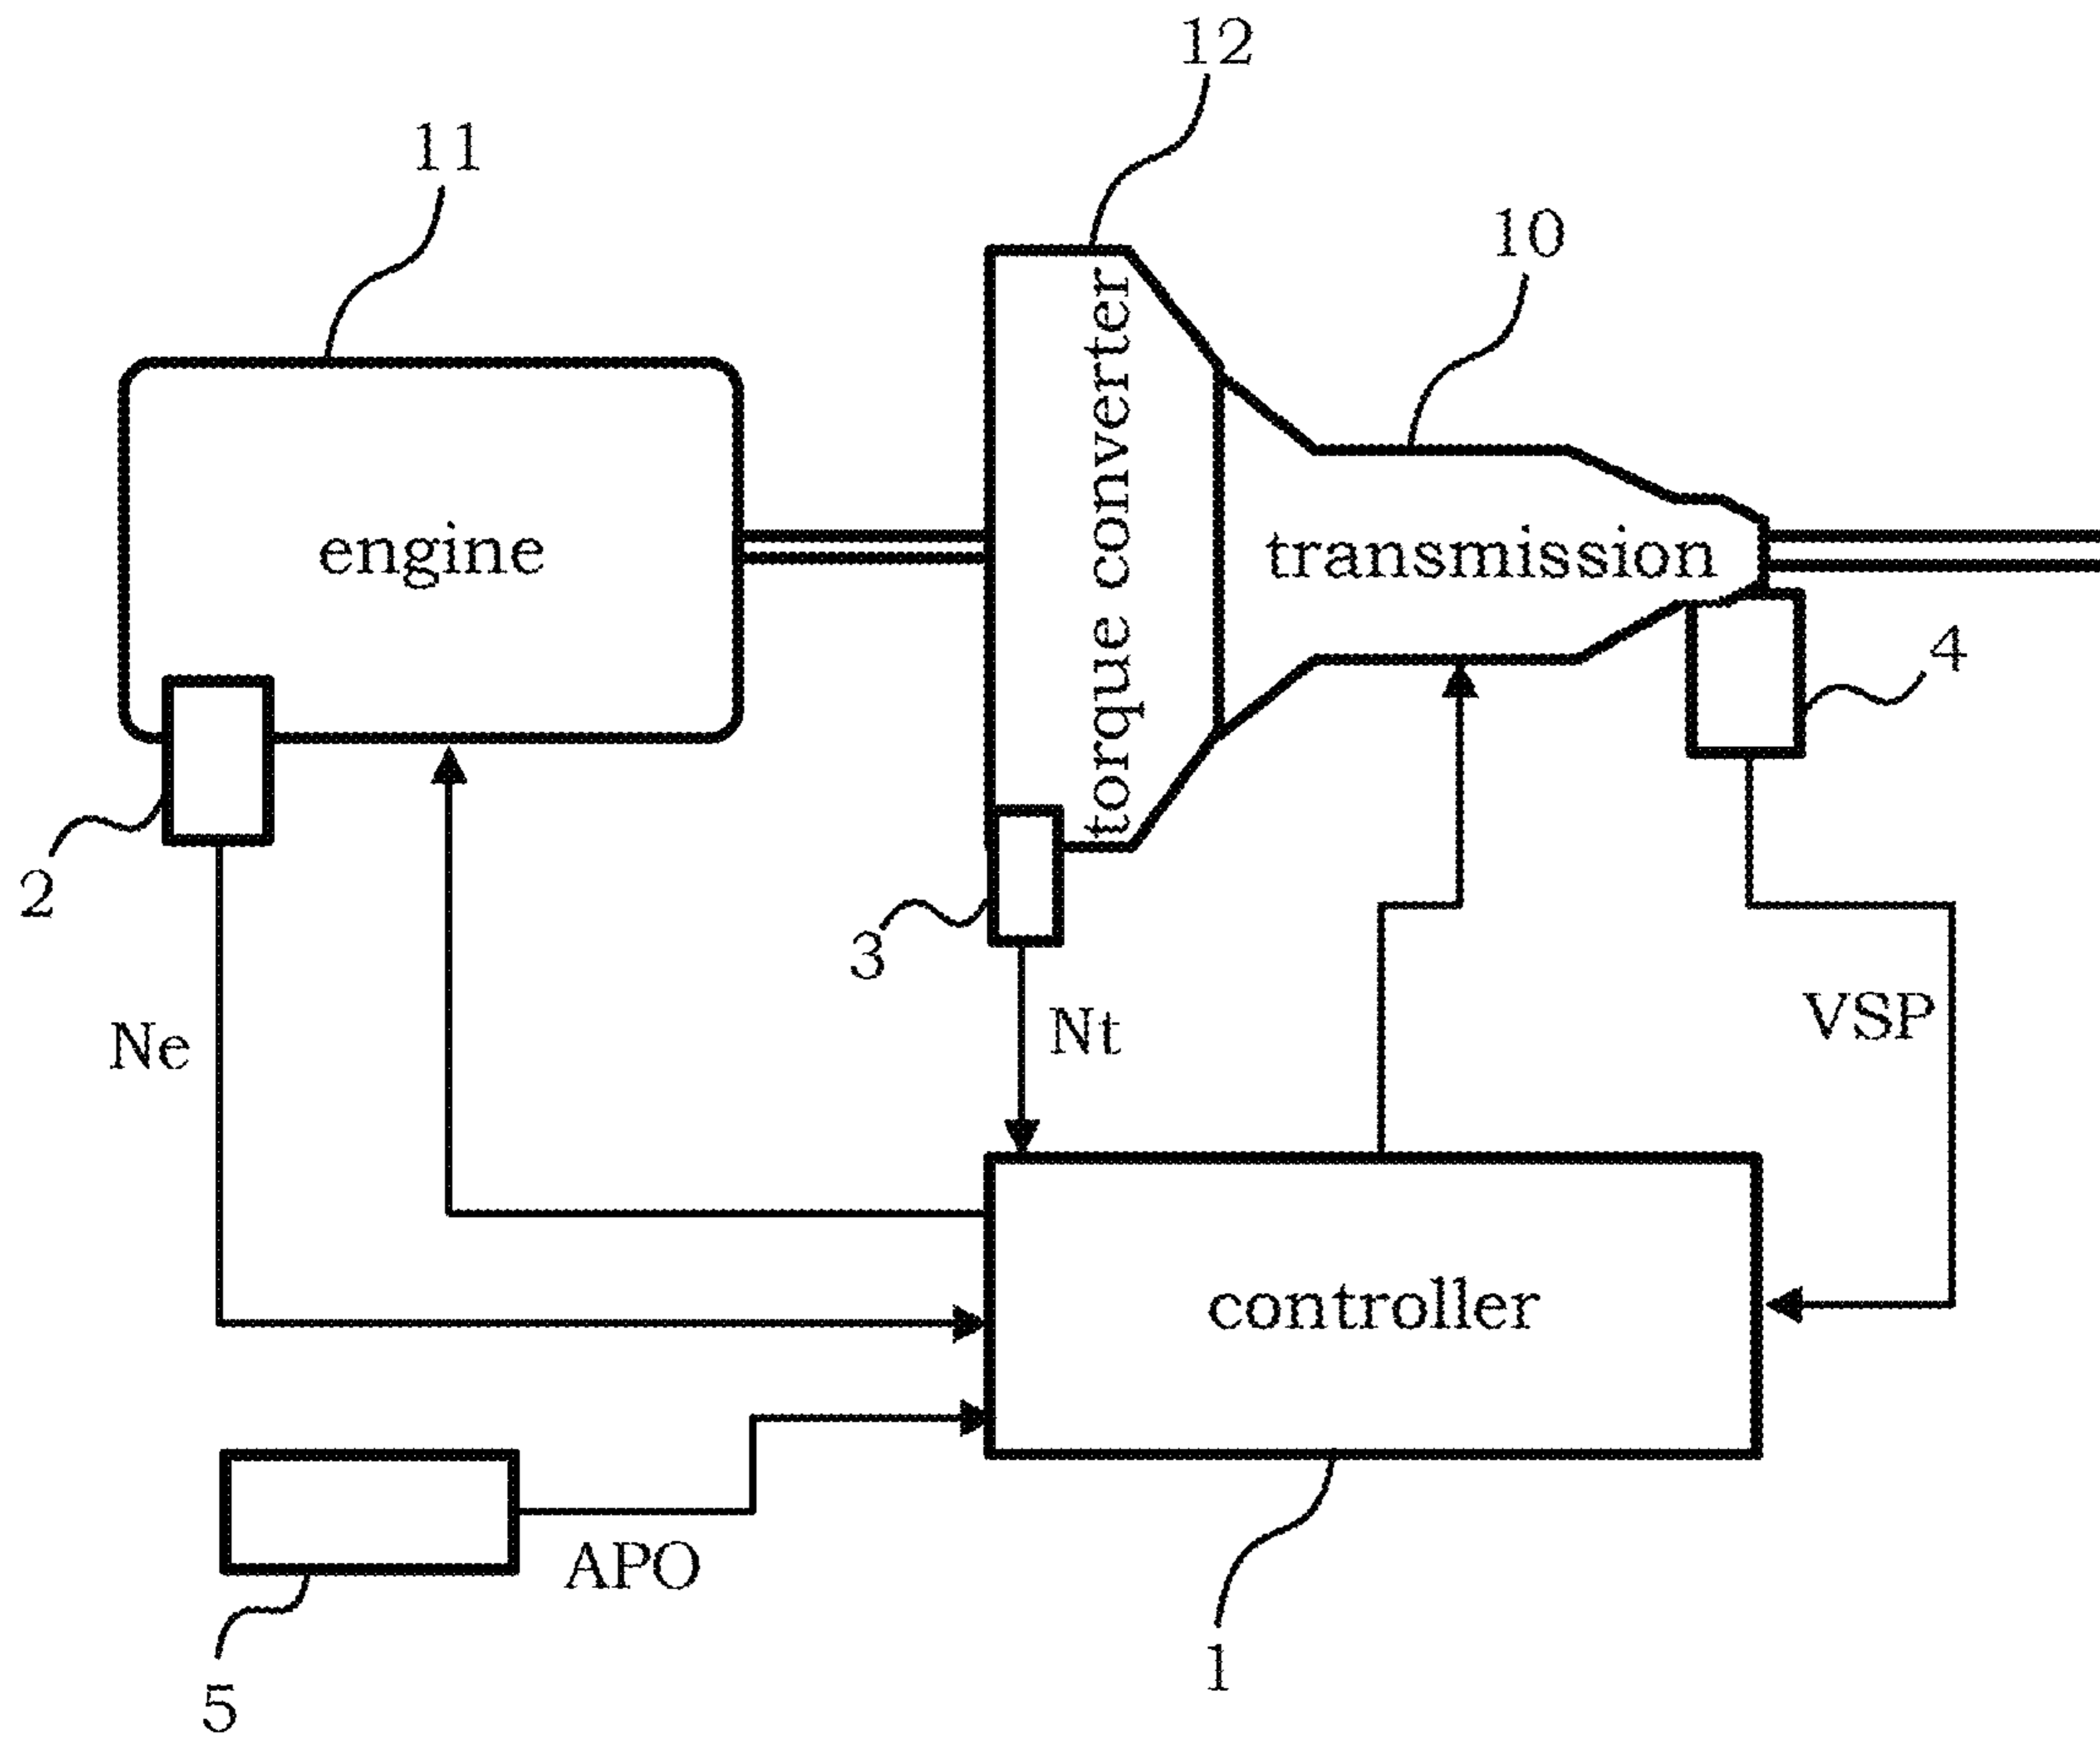 12
11
10
engine
torque converter
transmission
4
2
3
Ne
Nt
VSP
controller
APO
1
5